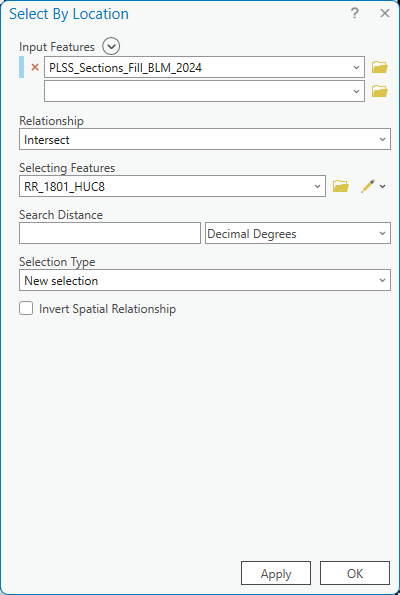 Select By Location
Input Features
PLSS_Sections_Fill_BLM_2024
Relationship
Intersect
Selecting Features
RR_1801_HUC8
Search Distance
Decimal Degrees
Selection Type
New selection
Invert Spatial Relationship
Apply OK